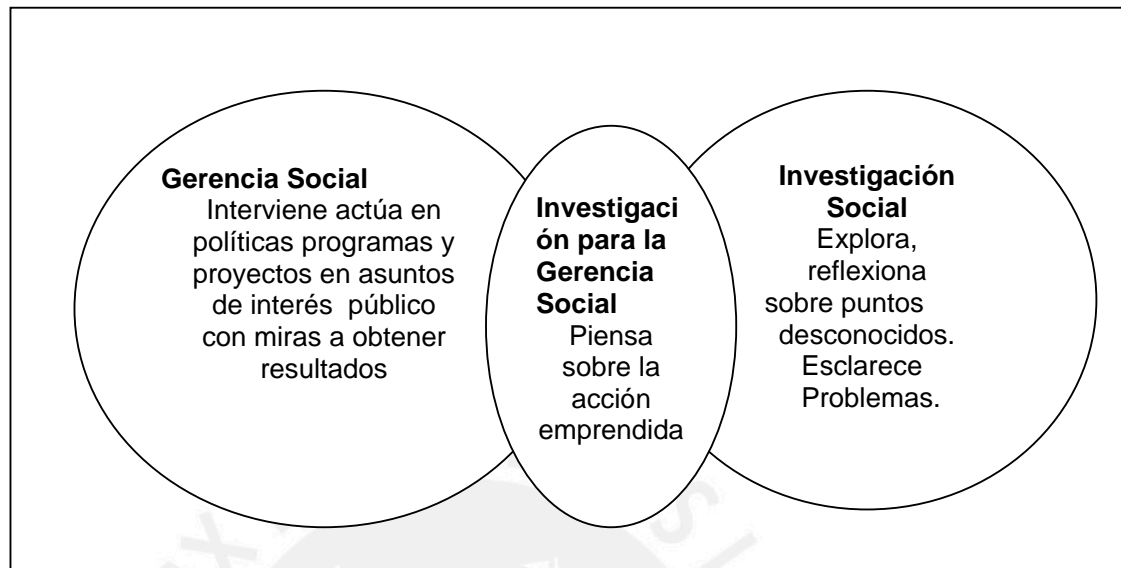 Gerencia Social
Interviene actúa en
políticas programas y
proyectos en asuntos
de interés público
con miras a obtener
resultados
Investigaci
ón para la
Gerencia
Social
Piensa
sobre la
acción
emprendida
Investigación
Social
Explora,
reflexiona
sobre puntos
desconocidos.
Esclarece
Problemas.